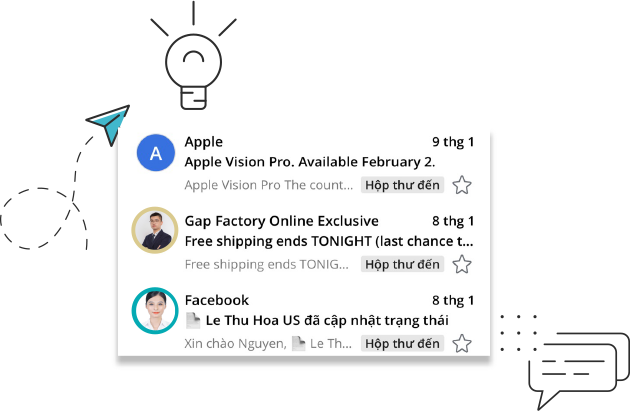 Apple 9 thg 1
A
Apple Vision Pro. Available February 2.
Apple Vision Pro The count... Hộp thư đến
Gap Factory Online Exclusive 8 thg 1
Free shipping ends TONIGHT (last chance t...
Free shipping ends TONIG... Hộp thư đến
Facebook 8 thg 1
Le Thu Hoa US đã cập nhật trạng thái
Xin chào Nguyen, Le Th... Hộp thư đến